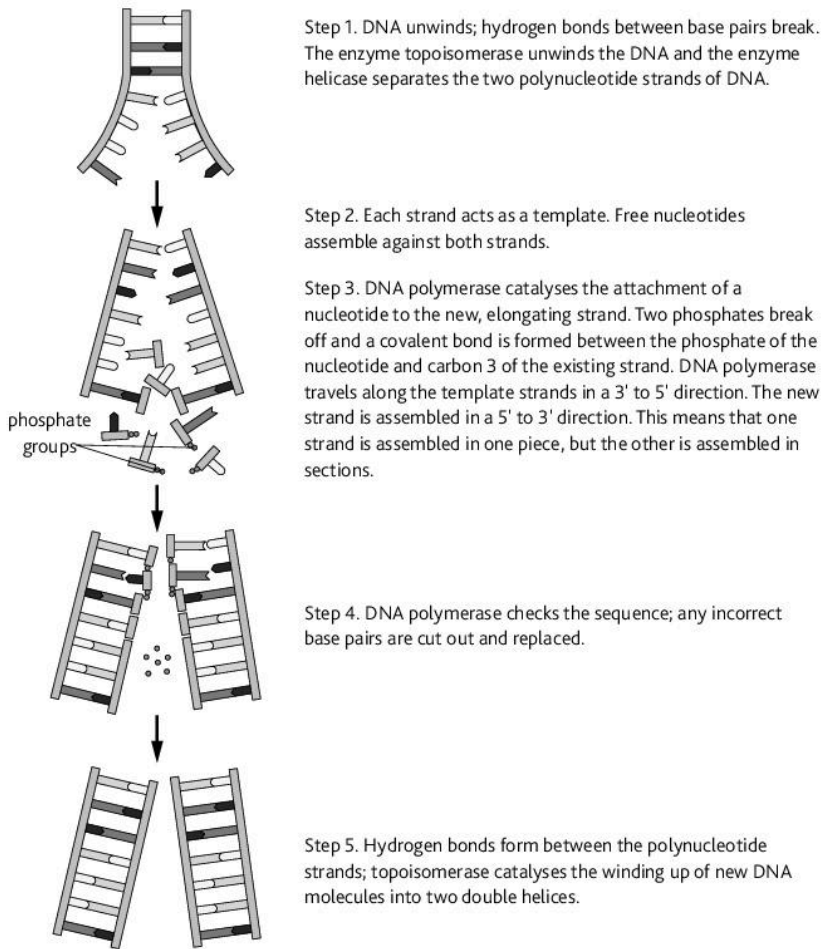 Step 1. DNA unwinds; hydrogen bonds between base pairs break.
The enzyme topoisomerase unwinds the DNA and the enzyme
helicase separates the two polynucleotide strands of DNA.
Step 2. Each strand acts as a template. Free nucleotides
assemble against both strands.
Step 3. DNA polymerase catalyses the attachment of a
nucleotide to the new, elongating strand. Two phosphates break
off and a covalent bond is formed between the phosphate of the
nucleotide and carbon 3 of the existing strand. DNA polymerase
travels along the template strands in a 3' to 5' direction. The new
strand is assembled in a 5' to 3' direction. This means that one
strand is assembled in one piece, but the other is assembled in
sections.
phosphate
groups
Step 4. DNA polymerase checks the sequence; any incorrect
base pairs are cut out and replaced.
Step 5. Hydrogen bonds form between the polynucleotide
strands; topoisomerase catalyses the winding up of new DNA
molecules into two double helices.